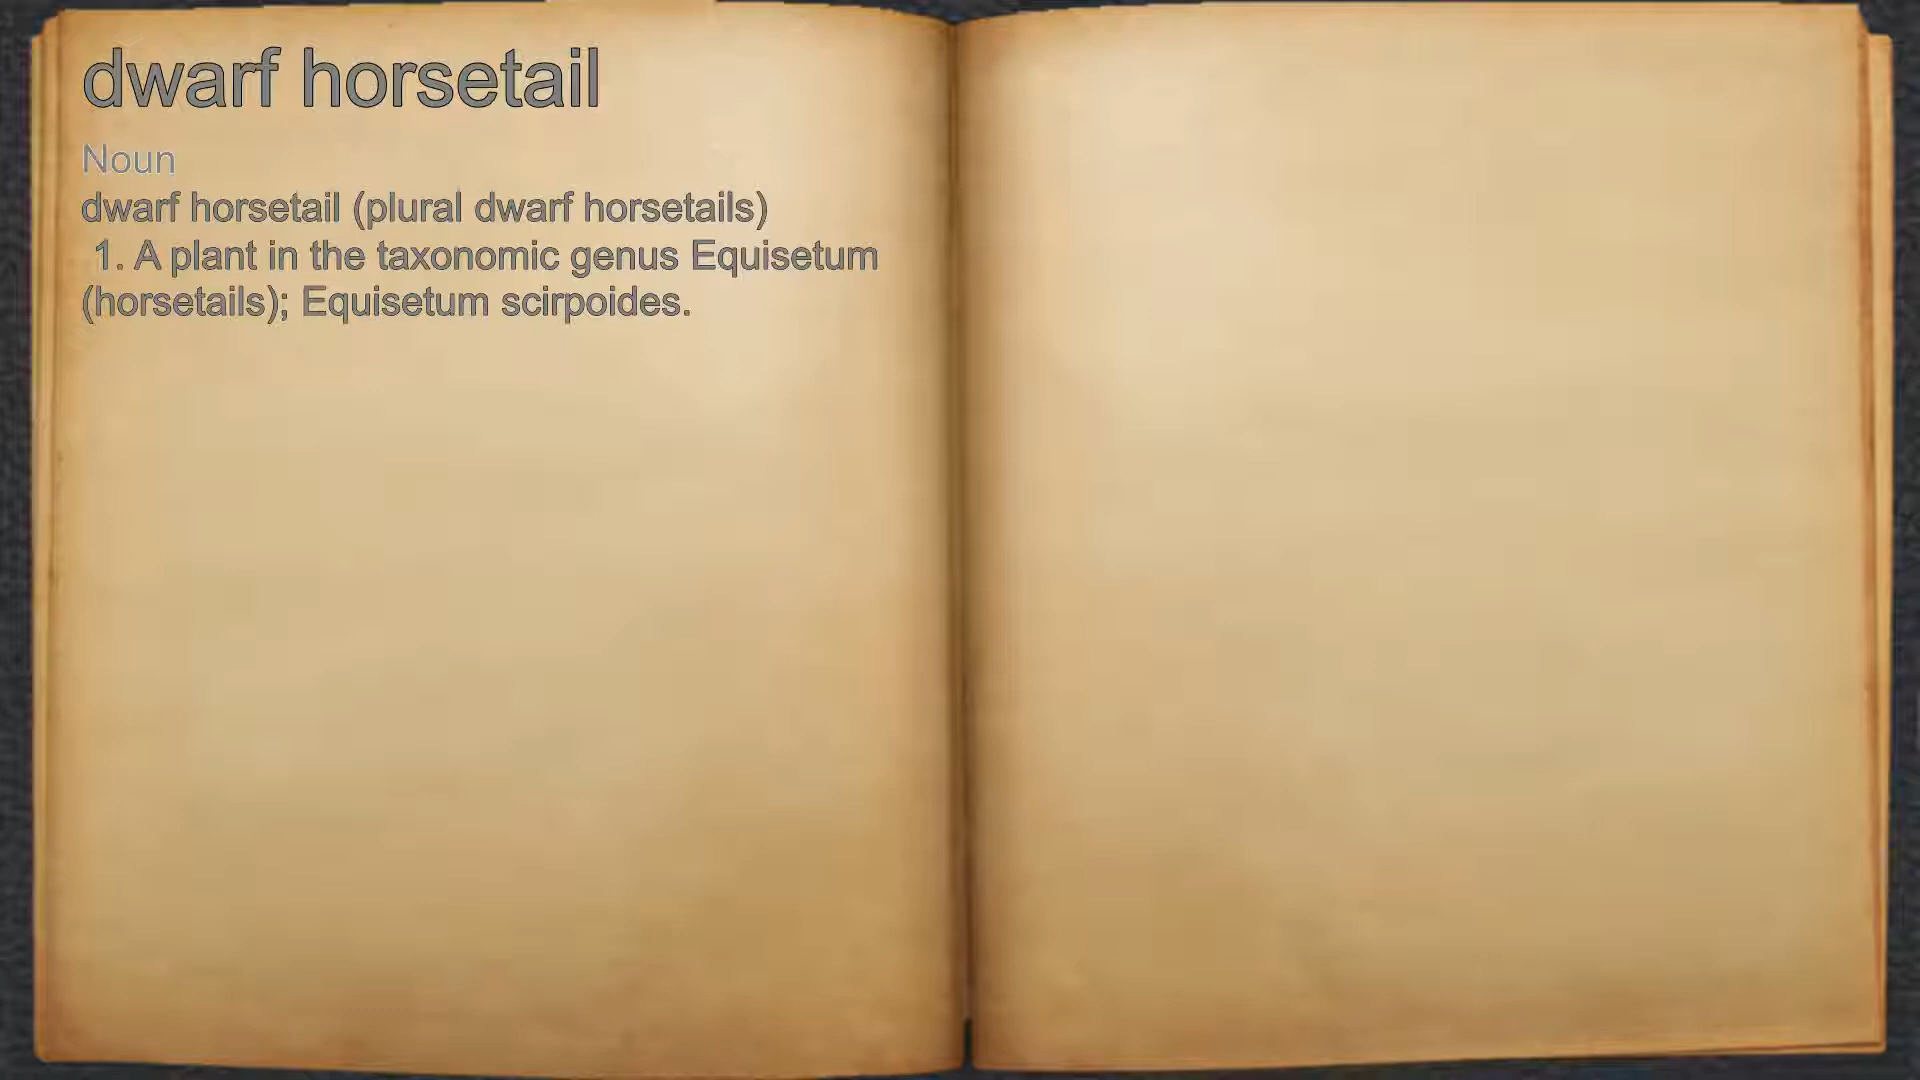 dwarf horsetail
Noun
dwarf horsetail (plural dwarf horsetails)
1. A plant in the taxonomic genus Equisetum
(horsetails); Equisetum scirpoides.